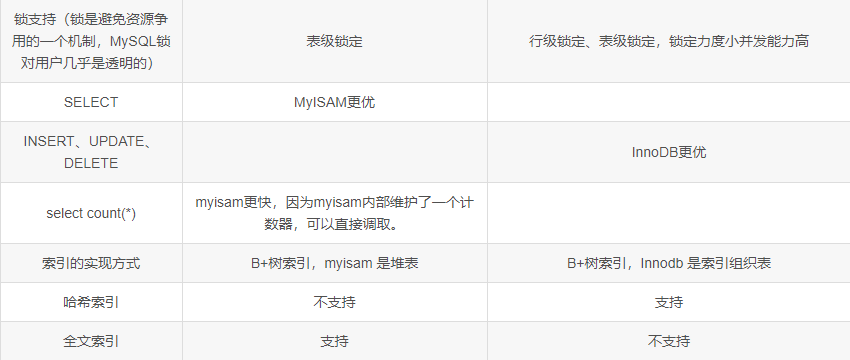 锁支持（锁是避免资源争
用的一个机制，MySQL锁
对用户几乎是透明的）
表级锁定
行级锁定、表级锁定，锁定力度小并发能力高
SELECT
MyISAM更优
INSERT、UPDATE、
DELETE
InnoDB更优
select count(*)
myisam更快，因为myisam内部维护了一个计
数器，可以直接调取。
索引的实现方式
B+树索引，myisam 是堆表
B+树索引，Innodb 是索引组织表
哈希索引
不支持
支持
全文索引
支持
不支持